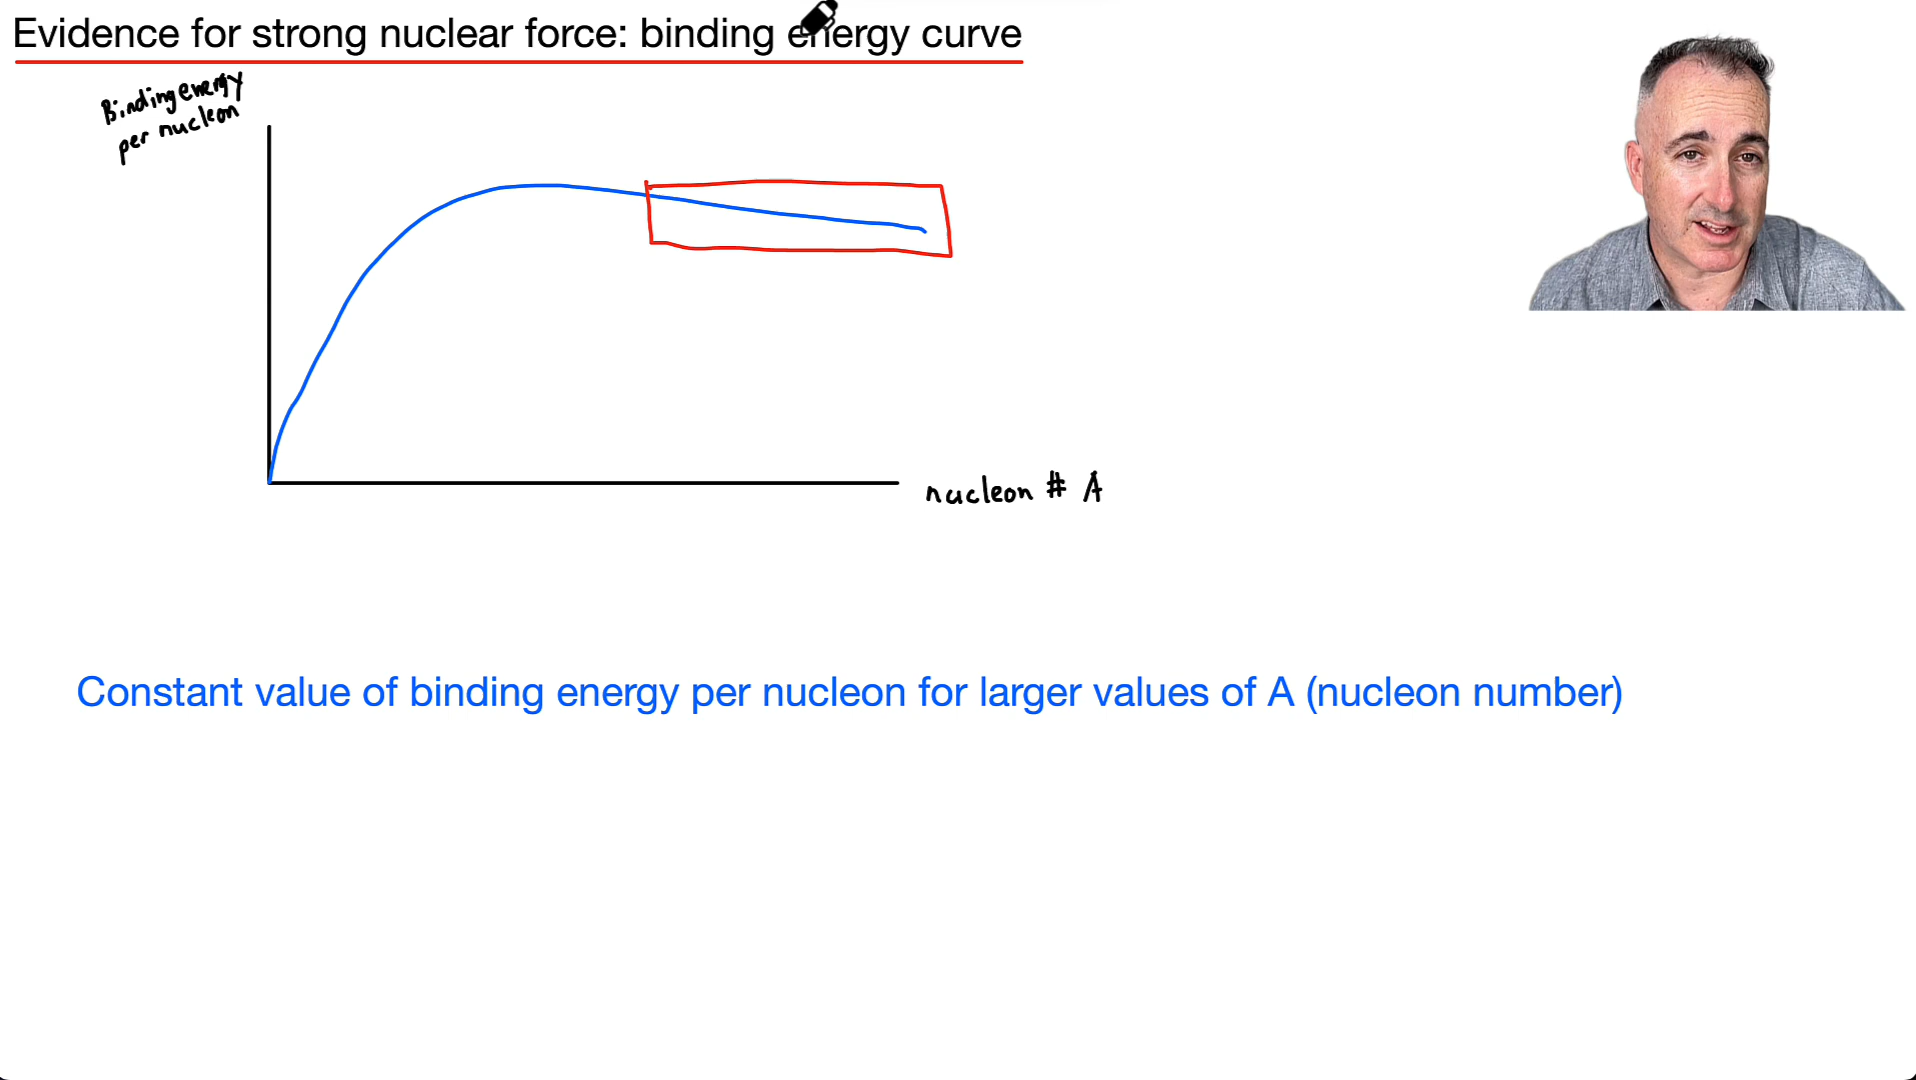 Evidence for strong nuclear force: binding energy curve
Binding energy
per nucleon
nucleon # A
Constant value of binding energy per nucleon for larger values of A (nucleon number)